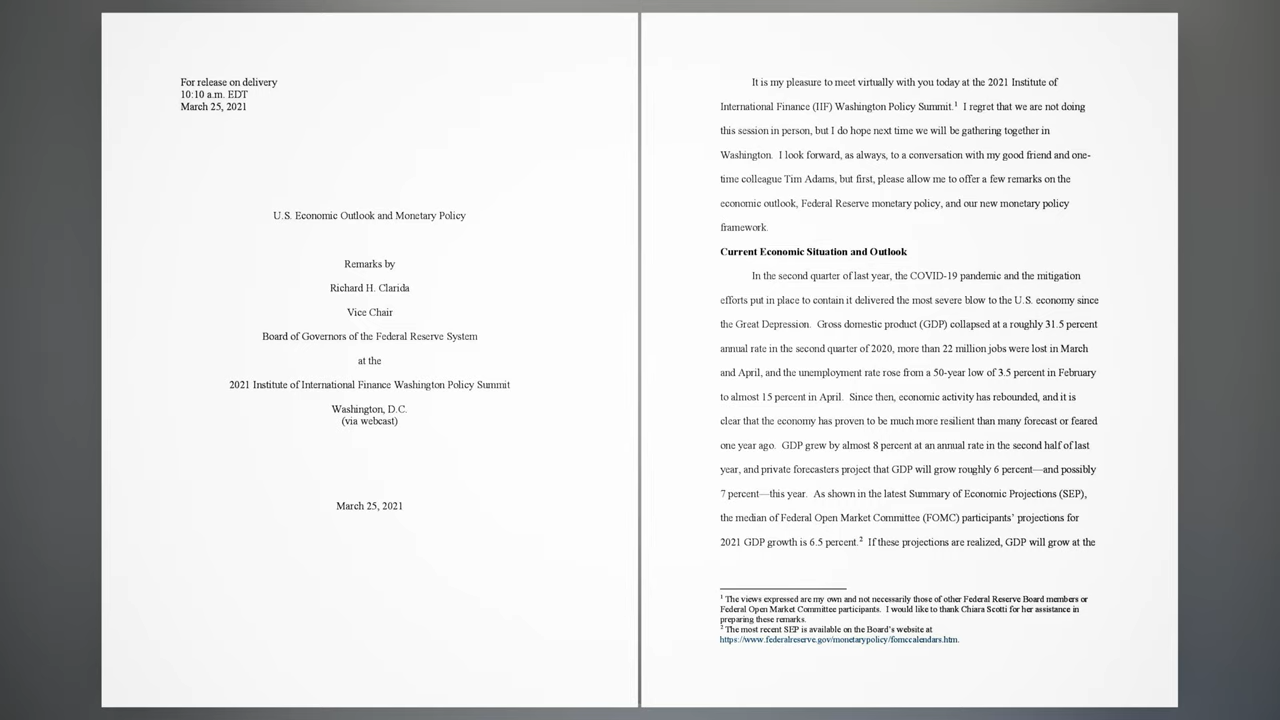 For release on delivery
10:10 a.m. EDT
March 25, 2021
U.S. Economic Outlook and Monetary Policy
Remarks by
Richard H. Clarida
Vice Chair
Board of Governors of the Federal Reserve System
at the
2021 Institute of International Finance Washington Policy Summit
Washington, D.C.
(via webcast)
March 25, 2021
It is my pleasure to meet virtually with you today at the 2021 Institute of
International Finance (IIF) Washington Policy Summit.¹ I regret that we are not doing
this session in person, but I do hope next time we will be gathering together in
Washington. I look forward, as always, to a conversation with my good friend and one-
time colleague Tim Adams, but first, please allow me to offer a few remarks on the
economic outlook, Federal Reserve monetary policy, and our new monetary policy
framework.
Current Economic Situation and Outlook
In the second quarter of last year, the COVID-19 pandemic and the mitigation
efforts put in place to contain it delivered the most severe blow to the U.S. economy since
the Great Depression. Gross domestic product (GDP) collapsed at a roughly 31.5 percent
annual rate in the second quarter of 2020, more than 22 million jobs were lost in March
and April, and the unemployment rate rose from a 50-year low of 3.5 percent in February
to almost 15 percent in April. Since then, economic activity has rebounded, and it is
clear that the economy has proven to be much more resilient than many forecast or feared
one year ago. GDP grew by almost 8 percent at an annual rate in the second half of last
year, and private forecasters project that GDP will grow roughly 6 percent—and possibly
7 percent—this year. As shown in the latest Summary of Economic Projections (SEP),
the median of Federal Open Market Committee (FOMC) participants' projections for
2021 GDP growth is 6.5 percent.² If these projections are realized, GDP will grow at the
¹ The views expressed are my own and not necessarily those of other Federal Reserve Board members or
Federal Open Market Committee participants. I would like to thank Chiara Scotti for her assistance in
preparing these remarks.
² The most recent SEP is available on the Board's website at
https://www.federalreserve.gov/monetarypolicy/fomccalendars.htm.